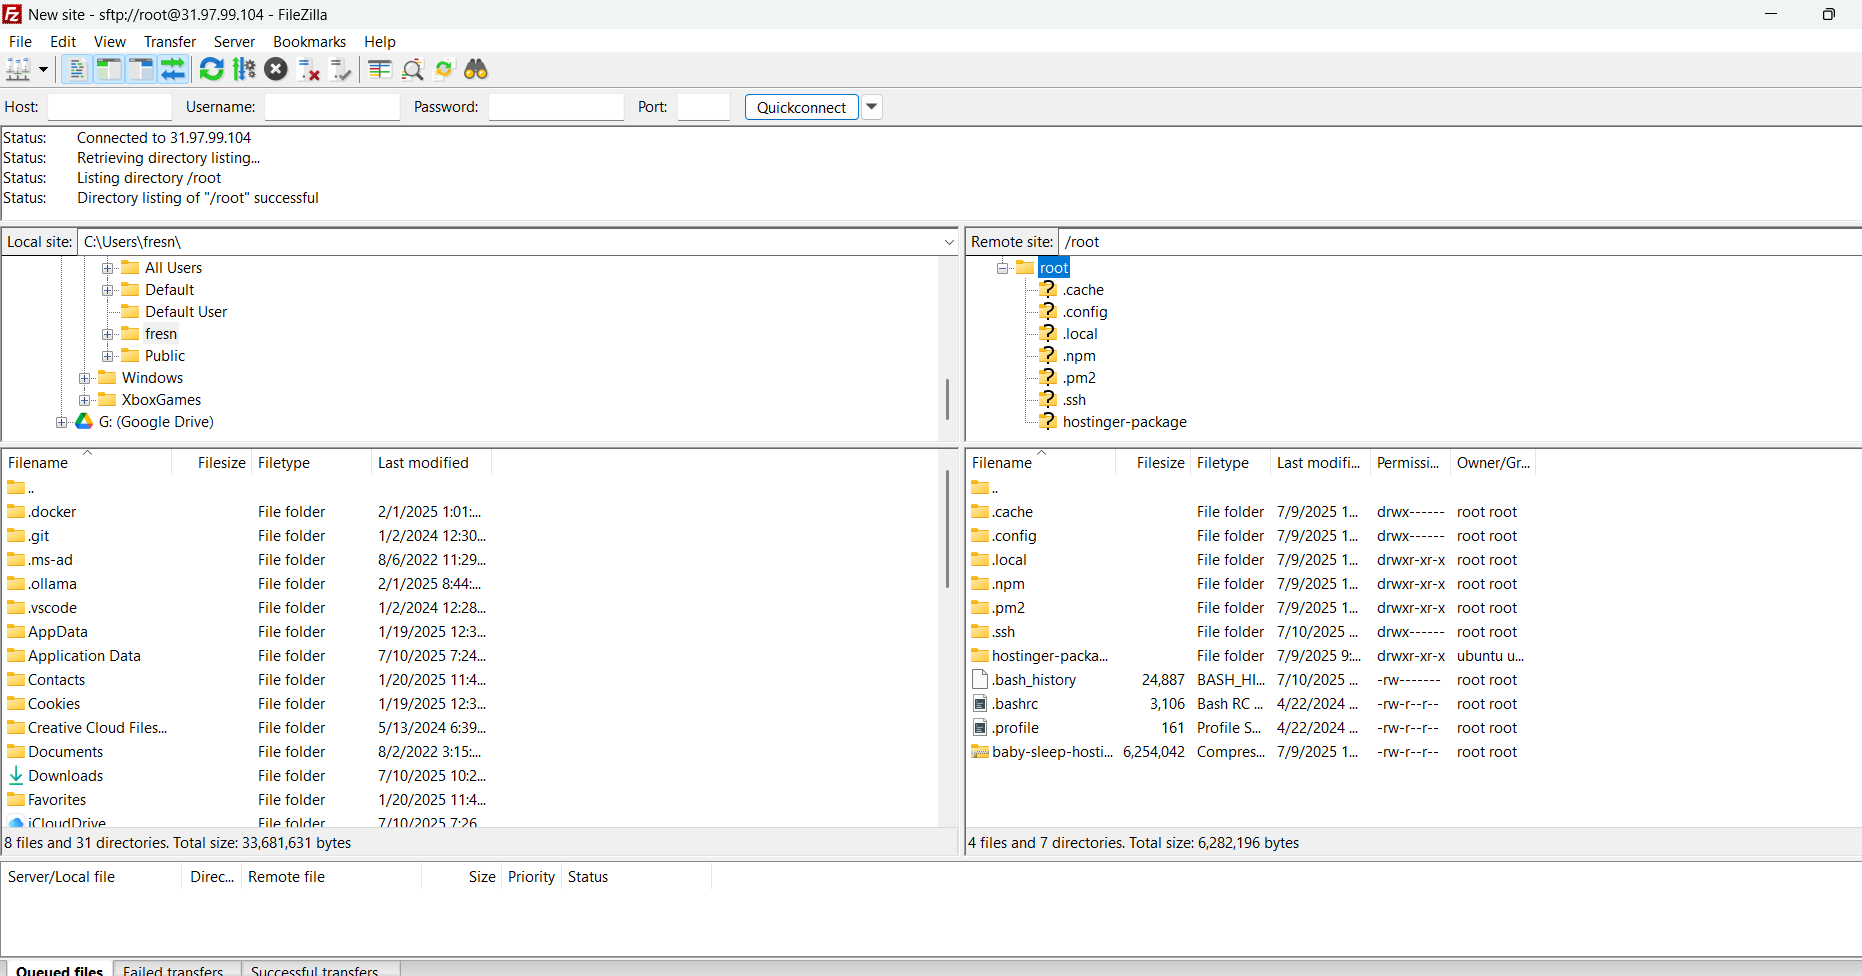 New site - sftp://root@31.97.99.104 - FileZilla
File Edit View Transfer Server Bookmarks Help
Host: Username: Password: Port: Quickconnect
Status: Connected to 31.97.99.104
Status: Retrieving directory listing...
Status: Listing directory /root
Status: Directory listing of "/root" successful
Local site: C:\Users\fresn\
All Users
Default
Default User
fresn
Public
Windows
XboxGames
G: (Google Drive)
Remote site: /root
root
.cache
.config
.local
.npm
.pm2
.ssh
hostinger-package
Filename Filesize Filetype Last modified
..
.docker File folder 2/1/2025 1:01:...
.git File folder 1/2/2024 12:30...
.ms-ad File folder 8/6/2022 11:29...
.ollama File folder 2/1/2025 8:44:...
.vscode File folder 1/2/2024 12:28...
AppData File folder 1/19/2025 12:3...
Application Data File folder 7/10/2025 7:24...
Contacts File folder 1/20/2025 11:4...
Cookies File folder 1/19/2025 12:3...
Creative Cloud Files... File folder 5/13/2024 6:39...
Documents File folder 8/2/2022 3:15:...
Downloads File folder 7/10/2025 10:2...
Favorites File folder 1/20/2025 11:4...
iCloudDrive File folder 7/10/2025 7:26
8 files and 31 directories. Total size: 33,681,631 bytes
Filename Filesize Filetype Last modifi... Permissi... Owner/Gr...
..
.cache File folder 7/9/2025 1... drwx------ root root
.config File folder 7/9/2025 1... drwx------ root root
.local File folder 7/9/2025 1... drwxr-xr-x root root
.npm File folder 7/9/2025 1... drwxr-xr-x root root
.pm2 File folder 7/9/2025 1... drwxr-xr-x root root
.ssh File folder 7/10/2025 ... drwx------ root root
hostinger-packa... File folder 7/9/2025 9:... drwxr-xr-x ubuntu u...
.bash_history 24,887 BASH_HI... 7/10/2025 ... -rw------- root root
.bashrc 3,106 Bash RC ... 4/22/2024 ... -rw-r--r-- root root
.profile 161 Profile S... 4/22/2024 ... -rw-r--r-- root root
baby-sleep-hosti... 6,254,042 Compres... 7/9/2025 1... -rw-r--r-- root root
4 files and 7 directories. Total size: 6,282,196 bytes
Server/Local file Direc... Remote file Size Priority Status
Queued files Failed transfers Successful transfers